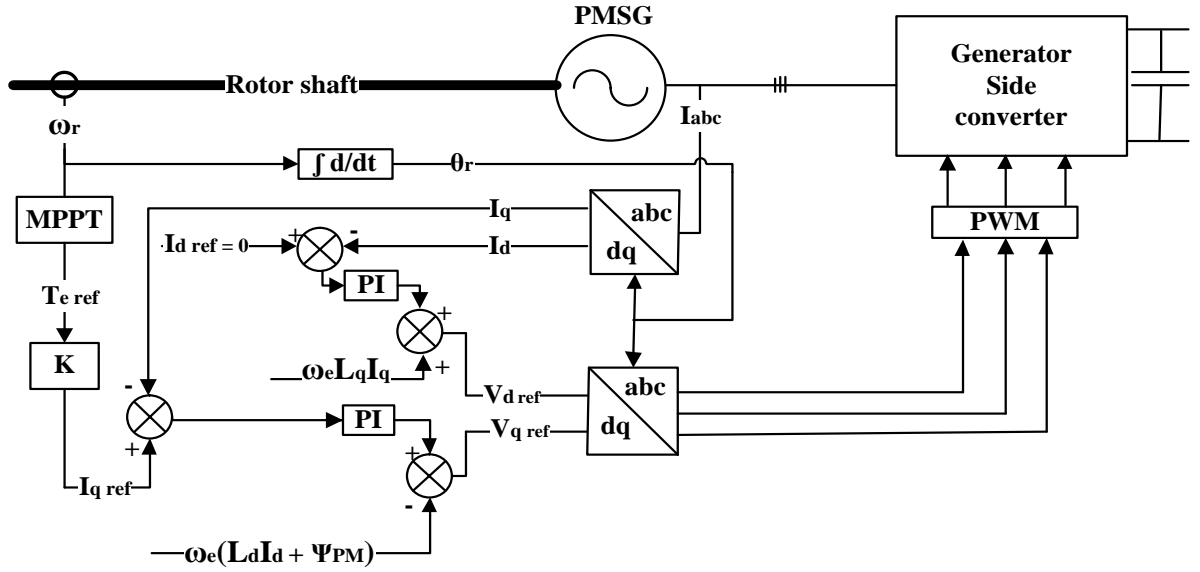 PMSG
Generator
Side
converter
Rotor shaft
Iabc
ωr
∫ d/dt
θr
MPPT
Iq
abc
dq
PWM
Id ref = 0
+
-
Id
PI
Te ref
+
+
K
ωeLqIq
abc
dq
Vd ref
-
+
PI
Vq ref
+
-
Iq ref
ωe(LdId + ΨPM)